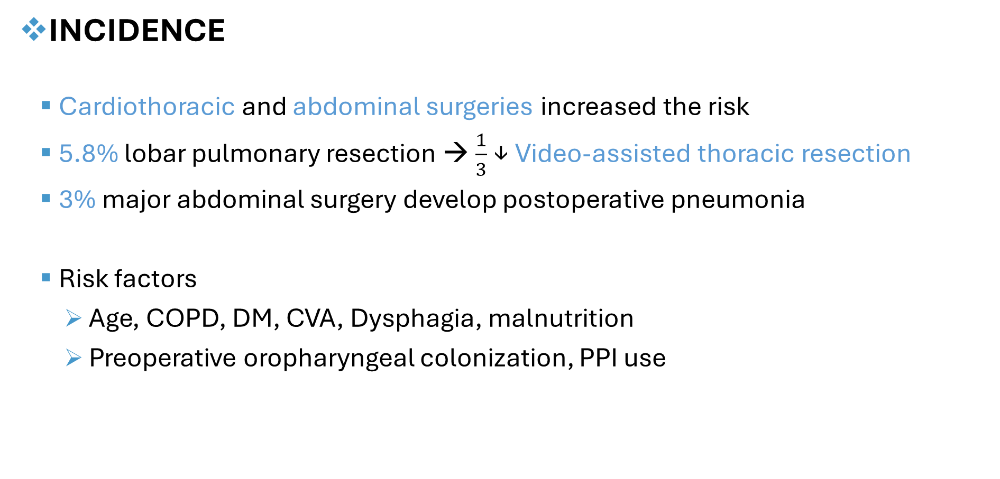 ❖INCIDENCE
▪ Cardiothoracic and abdominal surgeries increased the risk
▪ 5.8% lobar pulmonary resection → 1/3 ↓ Video-assisted thoracic resection
▪ 3% major abdominal surgery develop postoperative pneumonia
▪ Risk factors
➢ Age, COPD, DM, CVA, Dysphagia, malnutrition
➢ Preoperative oropharyngeal colonization, PPI use